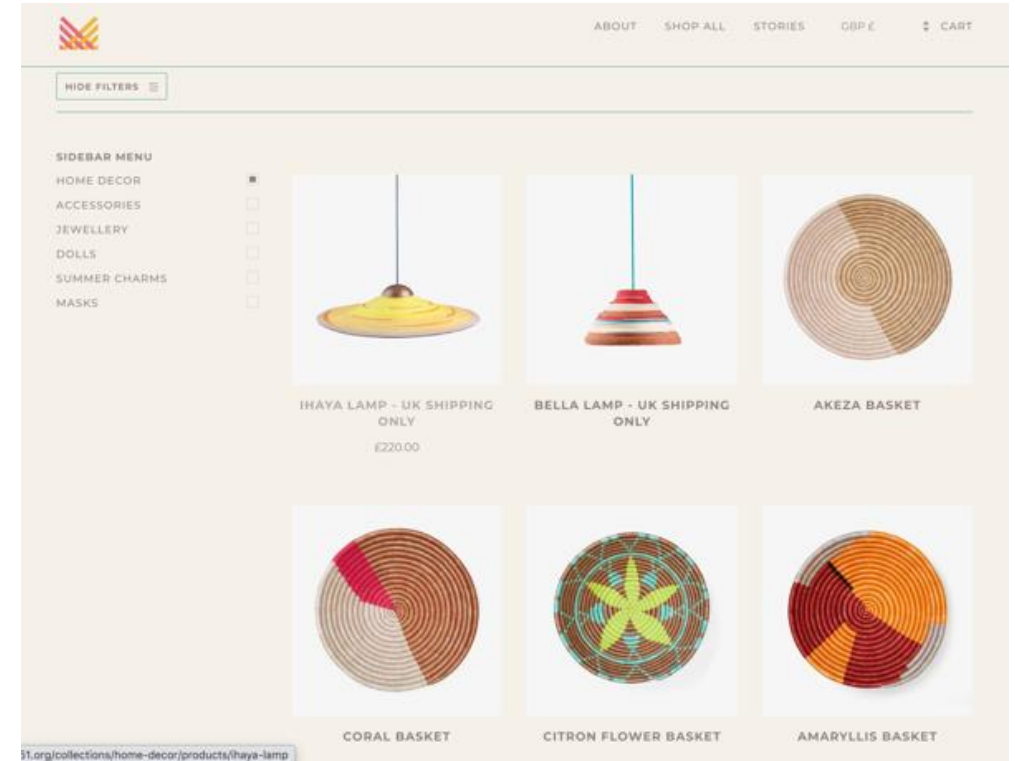 ABOUT SHOP ALL STORIES GBP £ CART
HIDE FILTERS
SIDEBAR MENU
HOME DECOR
ACCESSORIES
JEWELLERY
DOLLS
SUMMER CHARMS
MASKS
IHAYA LAMP - UK SHIPPING
ONLY
£220.00
BELLA LAMP - UK SHIPPING
ONLY
AKEZA BASKET
CORAL BASKET
CITRON FLOWER BASKET
AMARYLLIS BASKET
51.org/collections/home-decor/products/ihaya-lamp